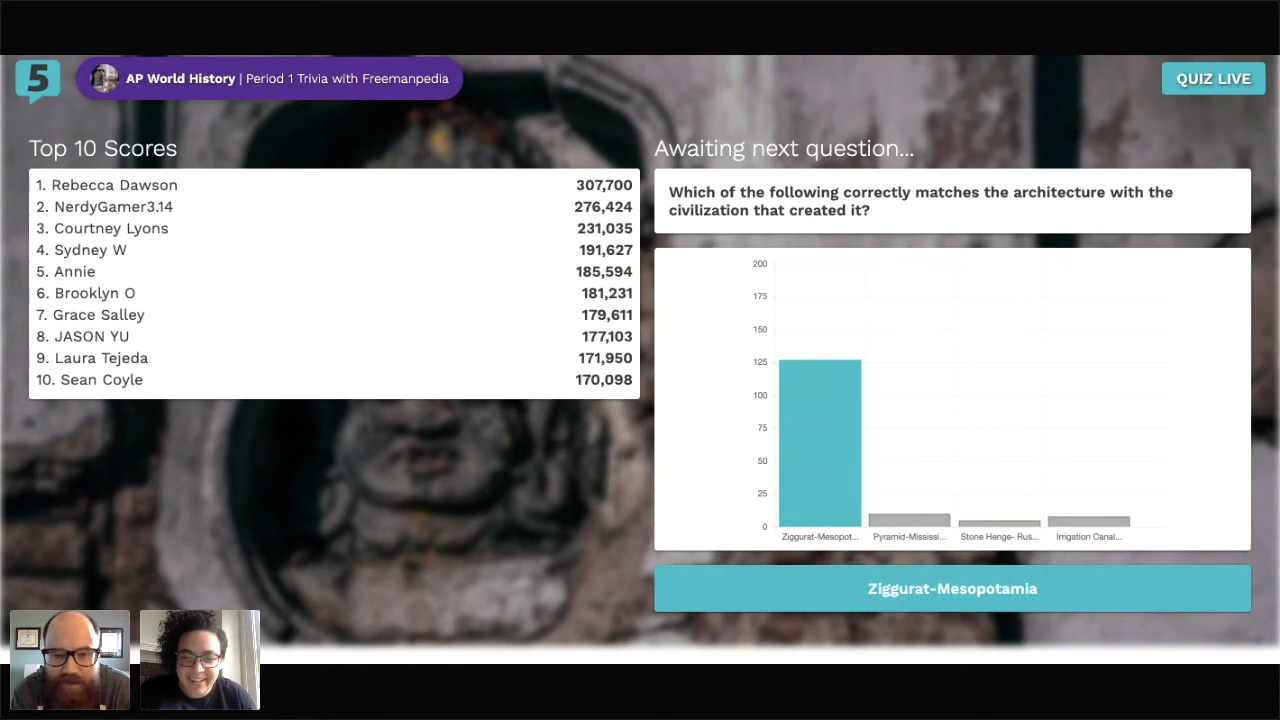 5
AP World History | Period 1 Trivia with Freemanpedia
QUIZ LIVE
Top 10 Scores
1. Rebecca Dawson 307,700
2. NerdyGamer3.14 276,424
3. Courtney Lyons 231,035
4. Sydney W 191,627
5. Annie 185,594
6. Brooklyn O 181,231
7. Grace Salley 179,611
8. JASON YU 177,103
9. Laura Tejeda 171,950
10. Sean Coyle 170,098
Awaiting next question...
Which of the following correctly matches the architecture with the
civilization that created it?
200
175
150
125
100
75
50
25
0
Ziggurat-Mesopot... Pyramid-Mississi... Stone Henge- Rus... Irrigation Canal...
Ziggurat-Mesopotamia